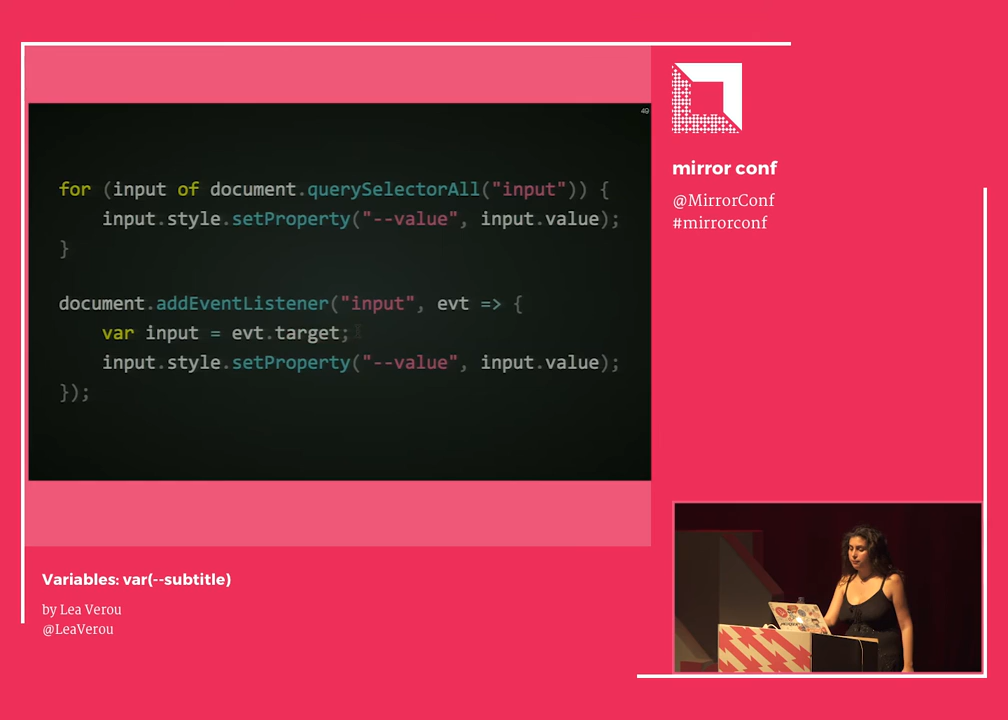 49
for (input of document.querySelectorAll("input")) {
    input.style.setProperty("--value", input.value);
}
document.addEventListener("input", evt => {
    var input = evt.target;
    input.style.setProperty("--value", input.value);
});
mirror conf
@MirrorConf
#mirrorconf
Variables: var(--subtitle)
by Lea Verou
@LeaVerou